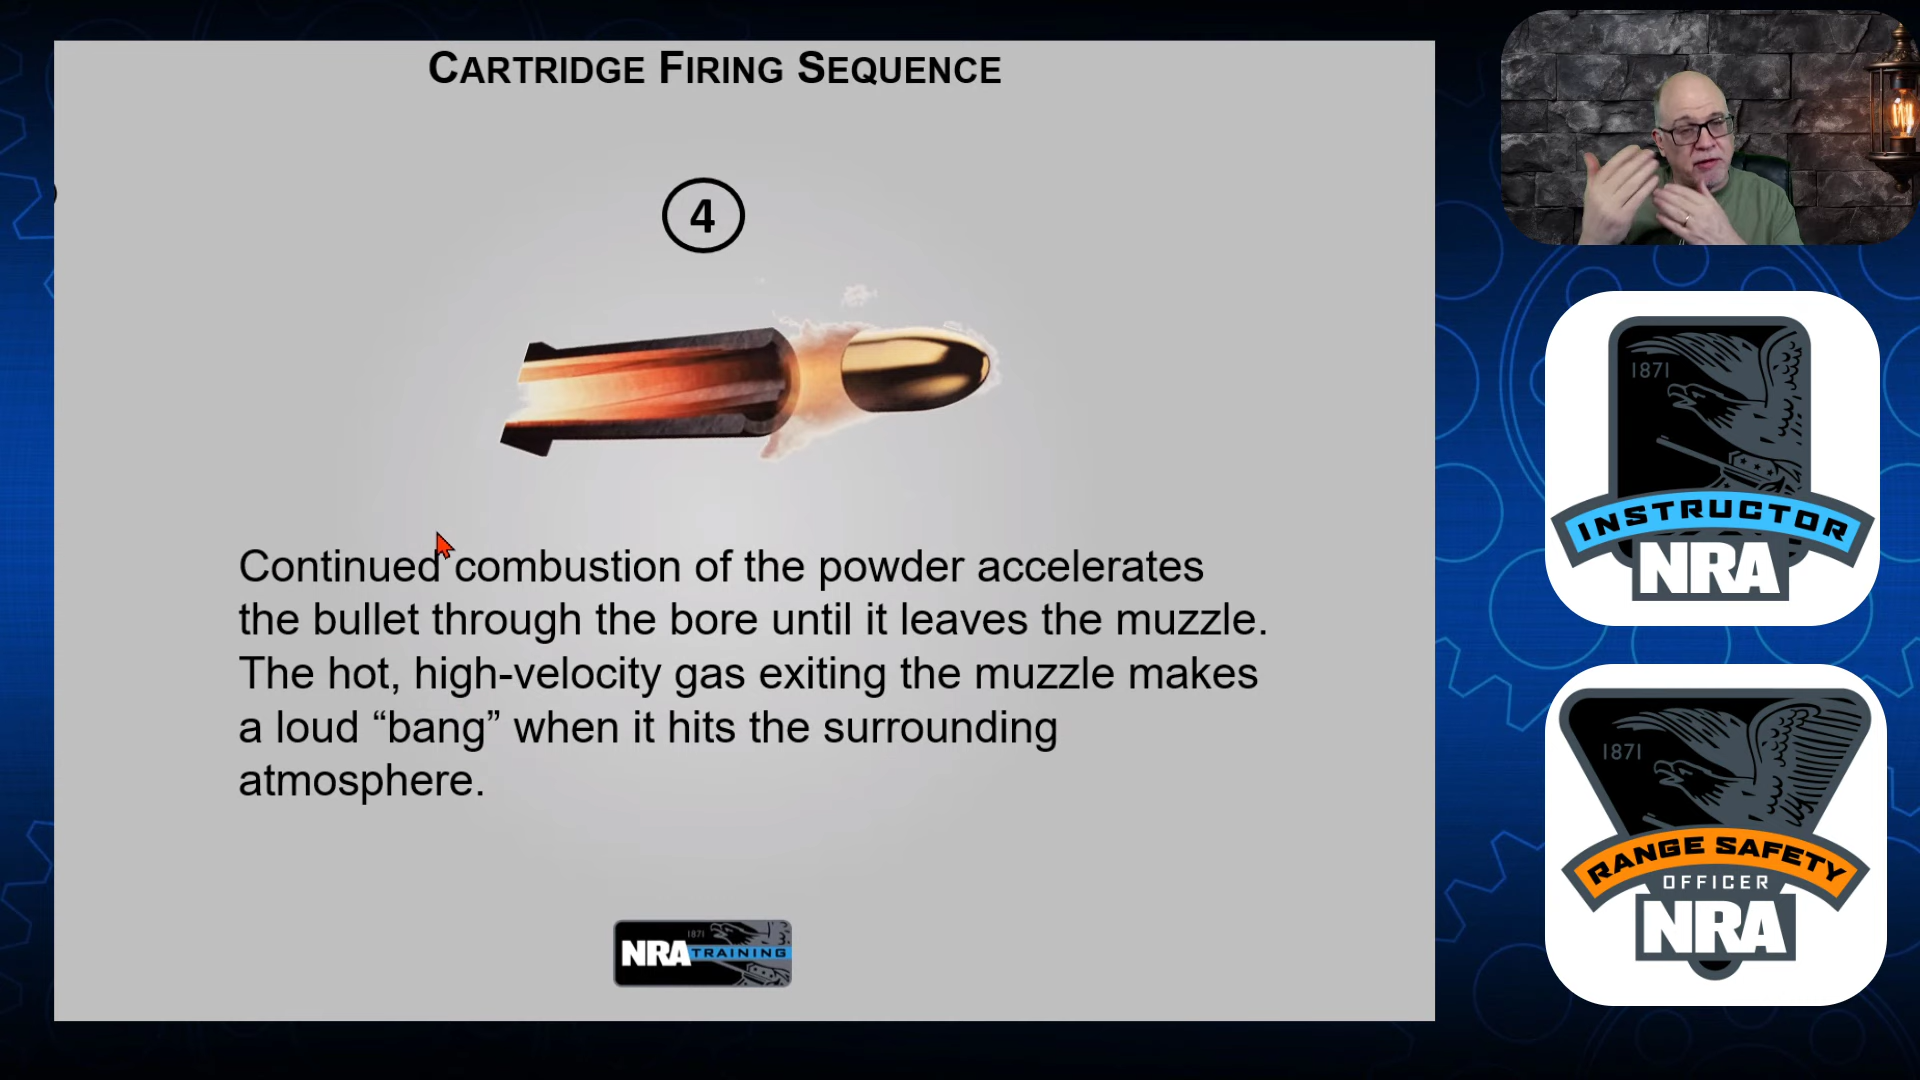 CARTRIDGE FIRING SEQUENCE
4
Continued combustion of the powder accelerates
the bullet through the bore until it leaves the muzzle.
The hot, high-velocity gas exiting the muzzle makes
a loud “bang” when it hits the surrounding
atmosphere.
1871
NRA TRAINING
1871
INSTRUCTOR
NRA
1871
RANGE SAFETY
OFFICER
NRA